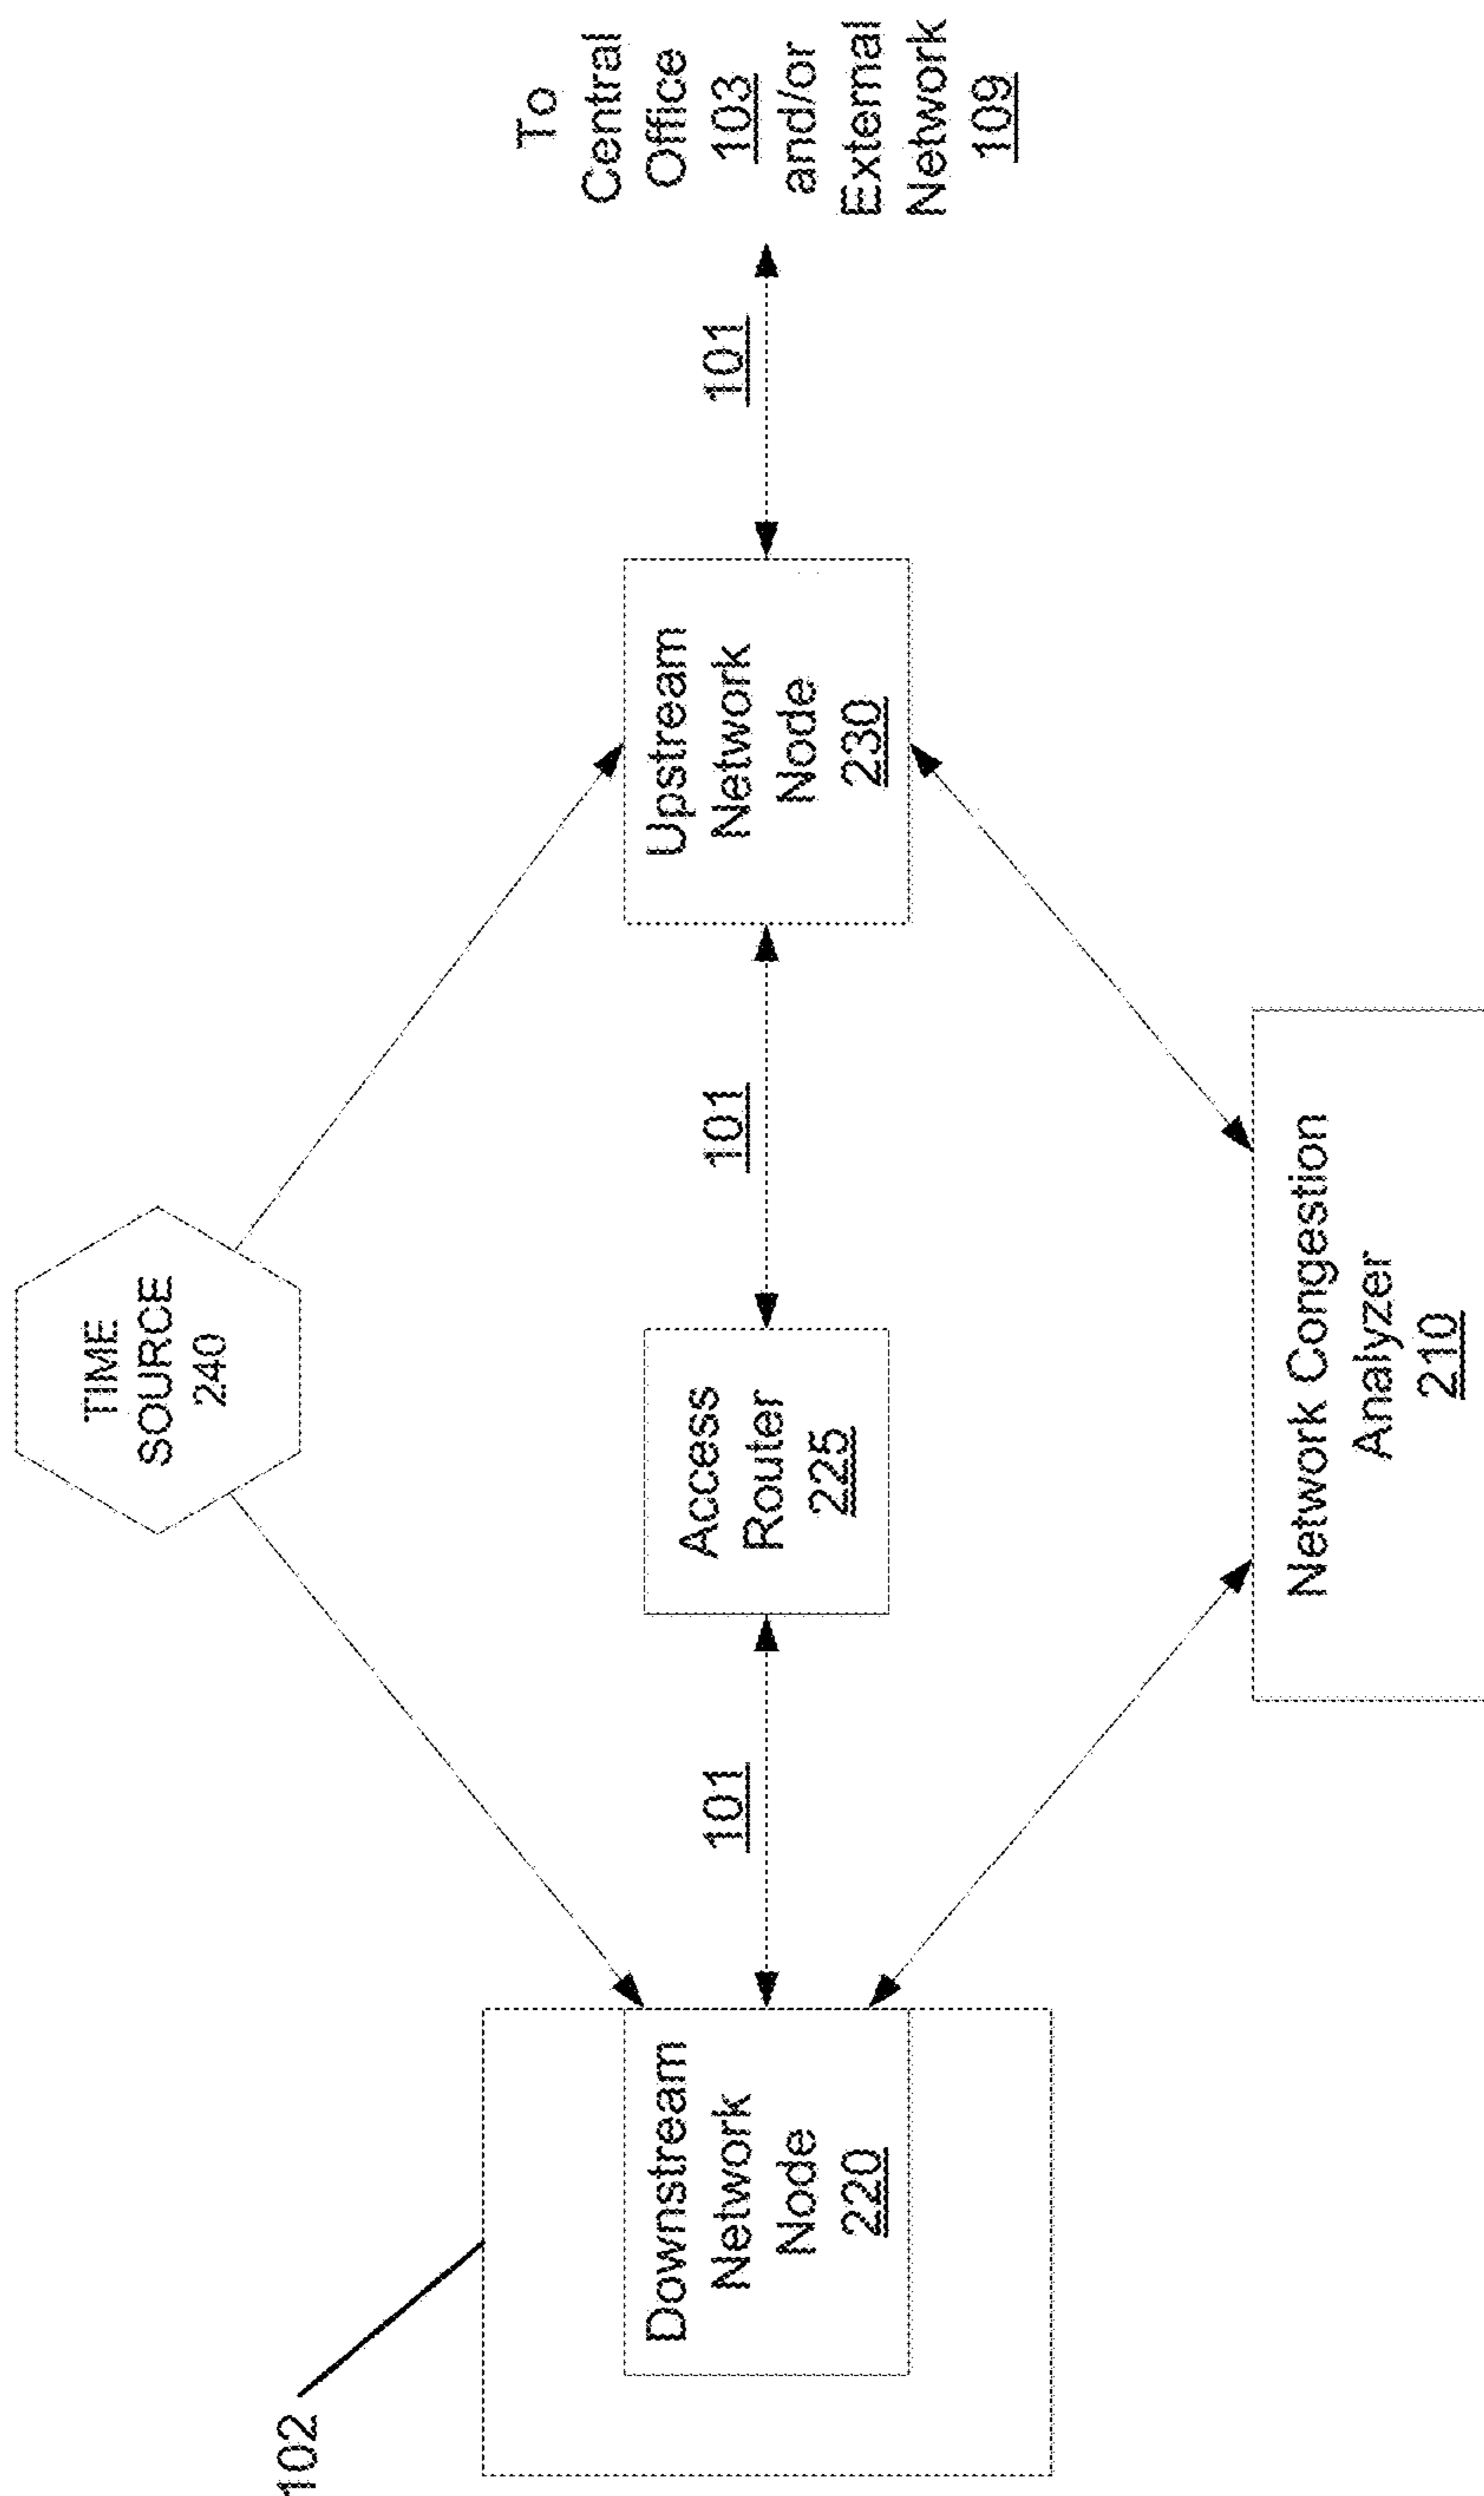 TIME
SOURCE
240
102
Downstream
Network
Node
220
101
Access
Router
225
101
Upstream
Network
Node
230
101
To
Central
Office
103
and/or
External
Network
109
Network Congestion
Analyzer
210